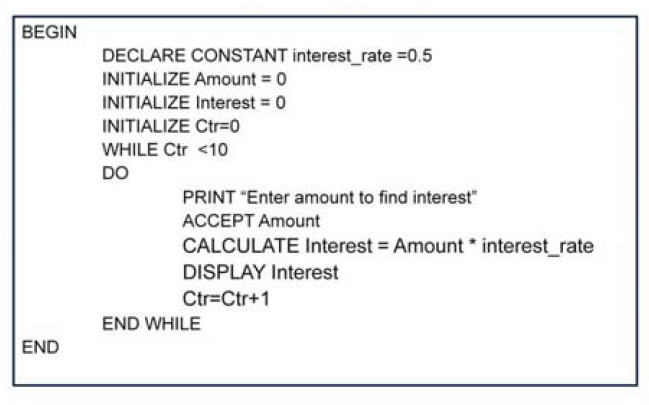 BEGIN
DECLARE CONSTANT interest_rate =0.5
INITIALIZE Amount = 0
INITIALIZE Interest = 0
INITIALIZE Ctr=0
WHILE Ctr <10
DO
PRINT “Enter amount to find interest”
ACCEPT Amount
CALCULATE Interest = Amount * interest_rate
DISPLAY Interest
Ctr=Ctr+1
END WHILE
END